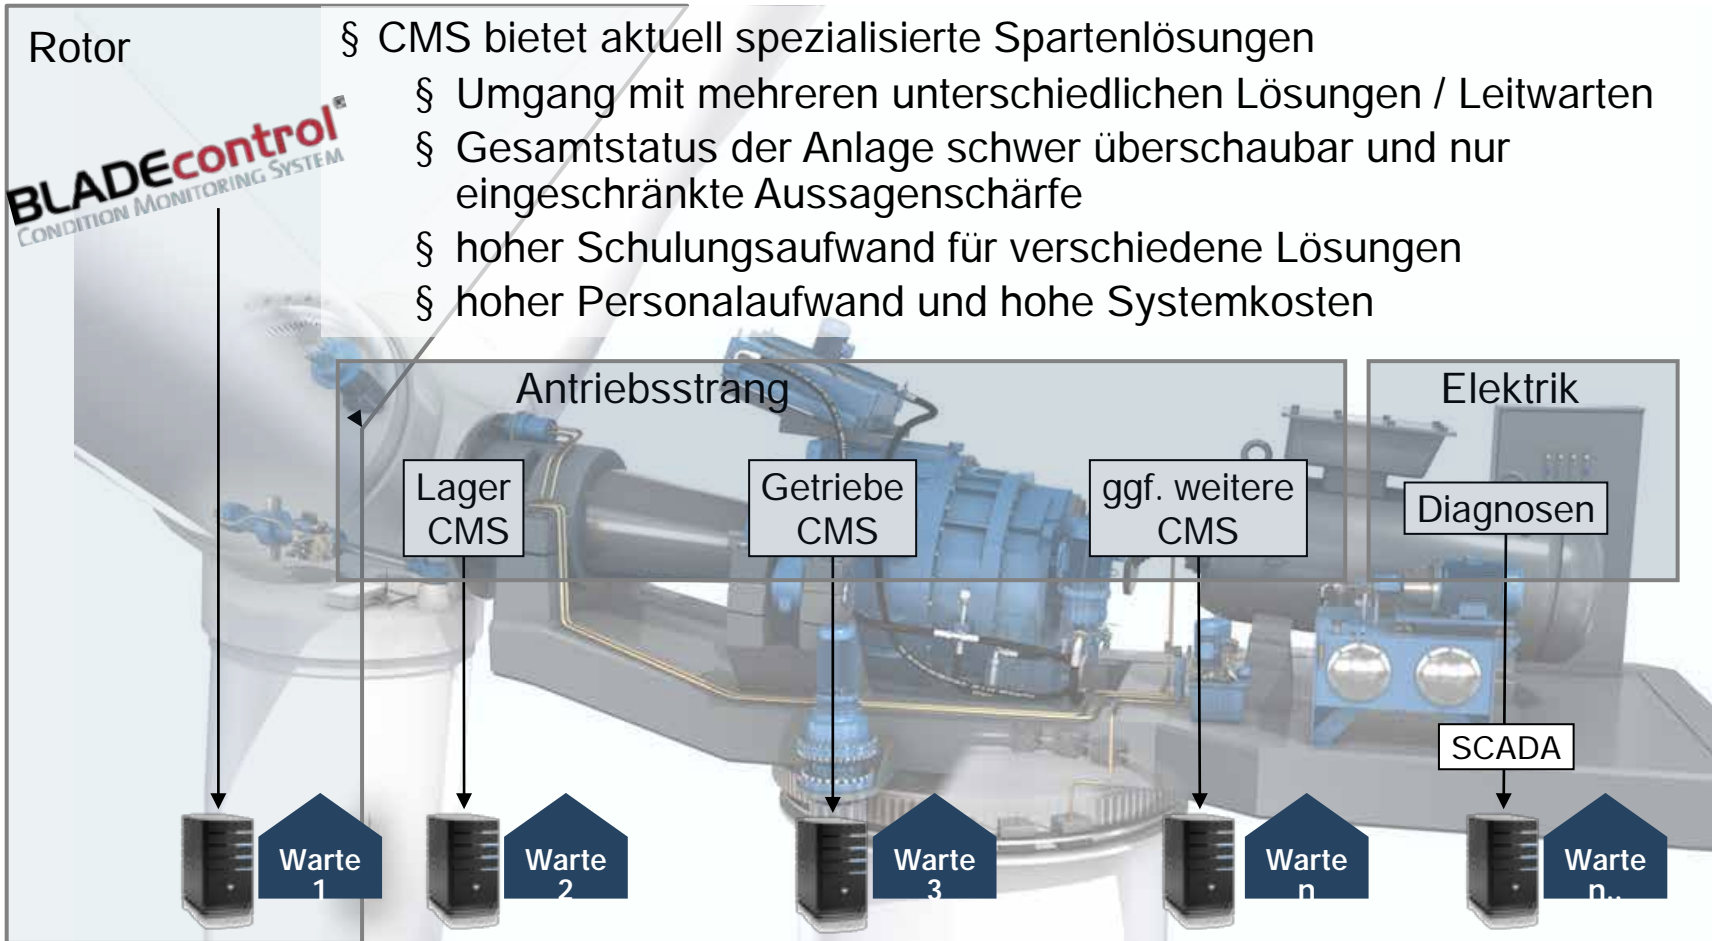 Rotor
§ CMS bietet aktuell spezialisierte Spartenlösungen
§ Umgang mit mehreren unterschiedlichen Lösungen / Leitwarten
§ Gesamtstatus der Anlage schwer überschaubar und nur
eingeschränkte Aussagenschärfe
§ hoher Schulungsaufwand für verschiedene Lösungen
§ hoher Personalaufwand und hohe Systemkosten
BLADEcontrol®
CONDITION MONITORING SYSTEM
Antriebsstrang
Elektrik
Lager
CMS
Getriebe
CMS
ggf. weitere
CMS
Diagnosen
SCADA
Warte
1
Warte
2
Warte
3
Warte
n
Warte
n..